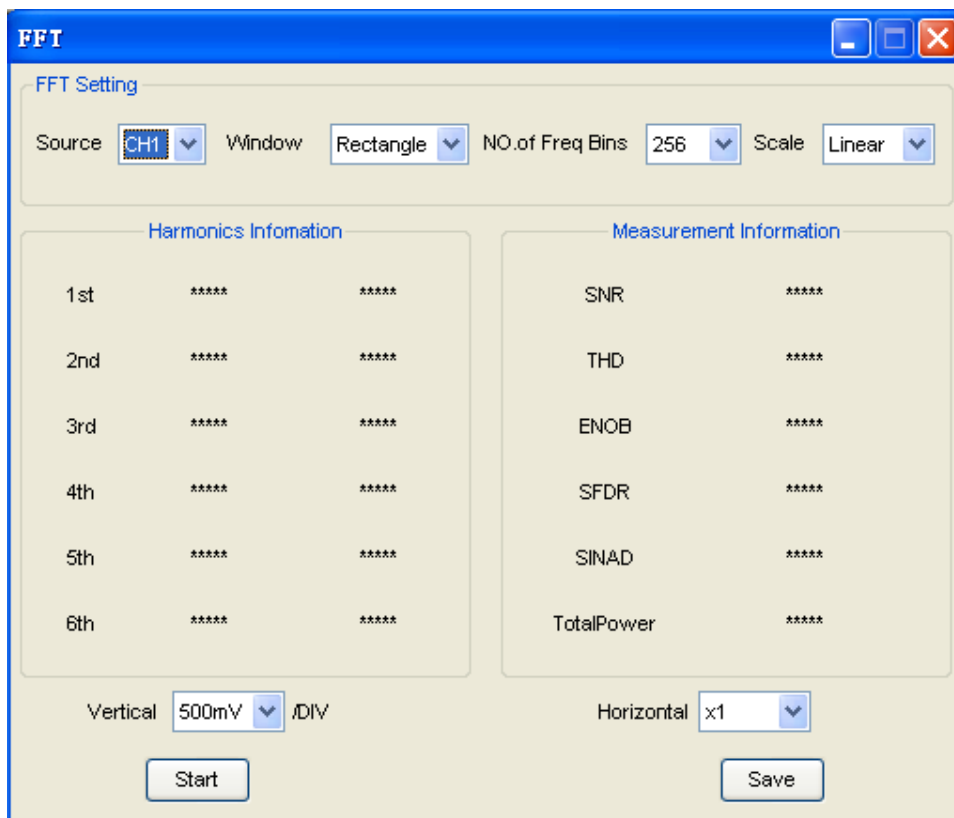 FFT
FFT Setting
Source CH1 Window Rectangle NO.of Freq Bins 256 Scale Linear
Harmonics Infomation
1st ***** *****
2nd ***** *****
3rd ***** *****
4th ***** *****
5th ***** *****
6th ***** *****
Measurement Information
SNR *****
THD *****
ENOB *****
SFDR *****
SINAD *****
TotalPower *****
Vertical 500mV /DIV
Horizontal x1
Start
Save